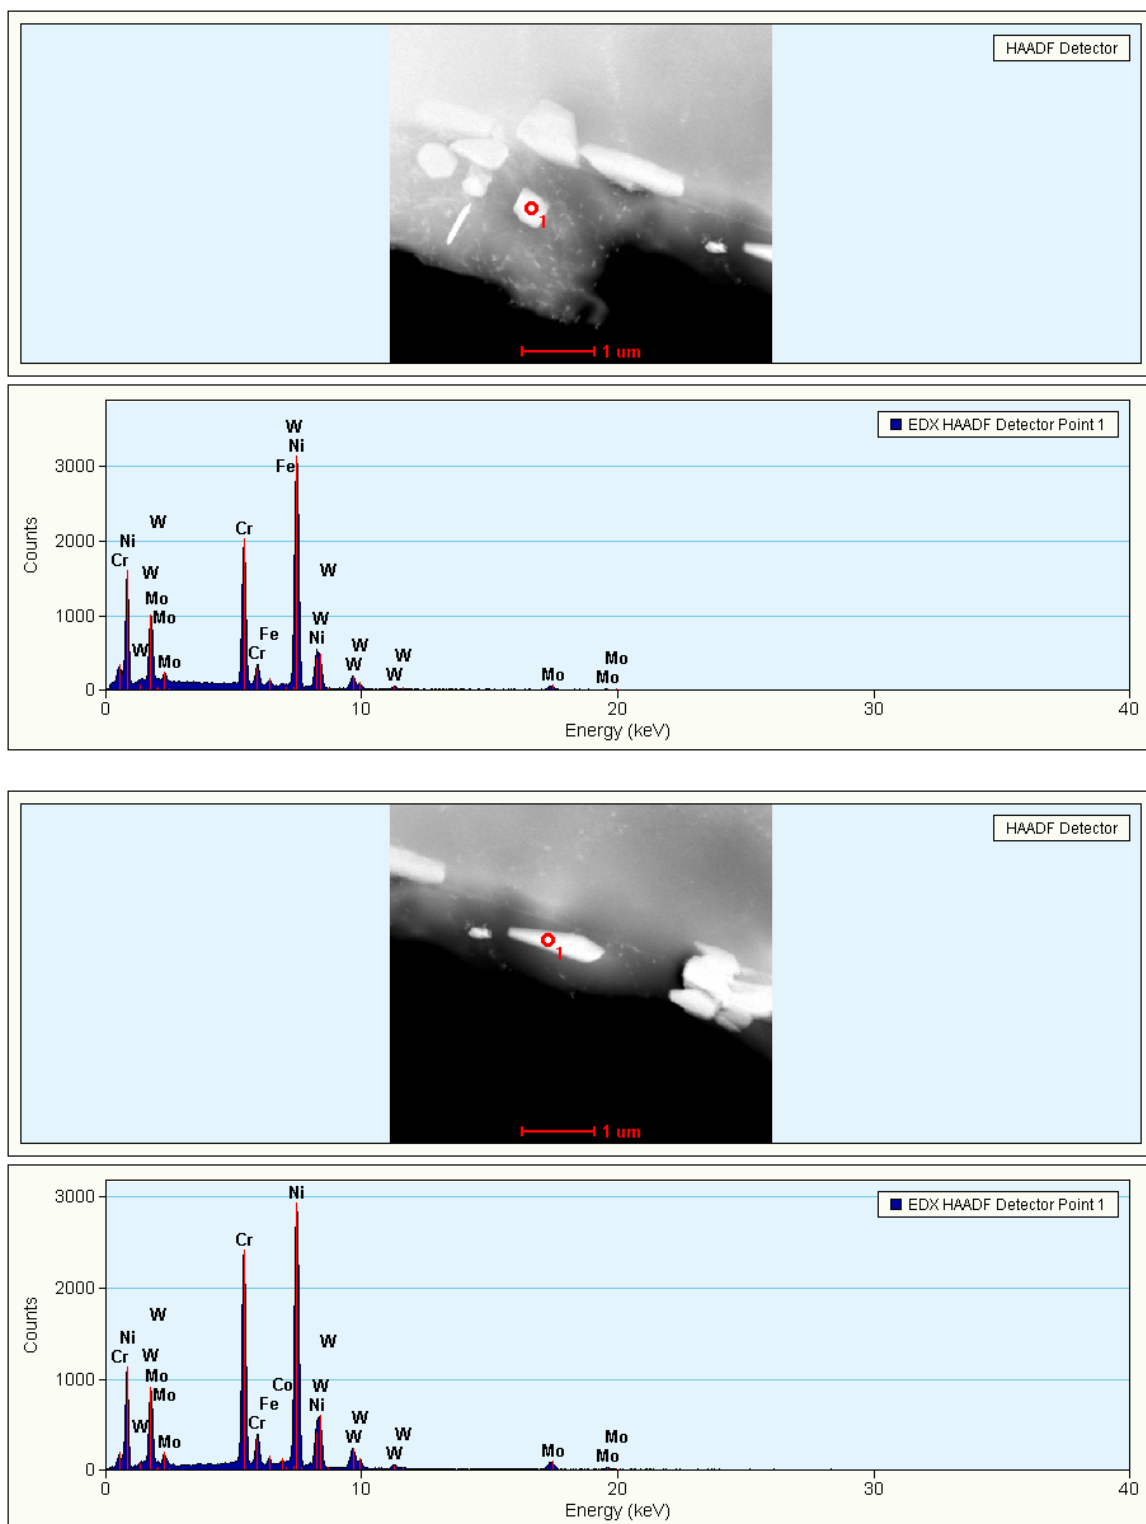 HAADF Detector
1
1 um
EDX HAADF Detector Point 1
Counts
3000
2000
1000
0
W
Ni
Fe
W
Ni
Cr
W
Mo
Mo
W
Mo
Cr
Fe
Cr
W
W
Ni
W
W
W
W
Mo
Mo
Mo
0 10 20 30 40
Energy (keV)
HAADF Detector
1
1 um
EDX HAADF Detector Point 1
Counts
3000
2000
1000
0
Ni
Cr
W
Ni
Cr
W
Mo
Mo
W
Mo
Co
Fe
Cr
W
W
Ni
W
W
W
W
Mo
Mo
Mo
0 10 20 30 40
Energy (keV)